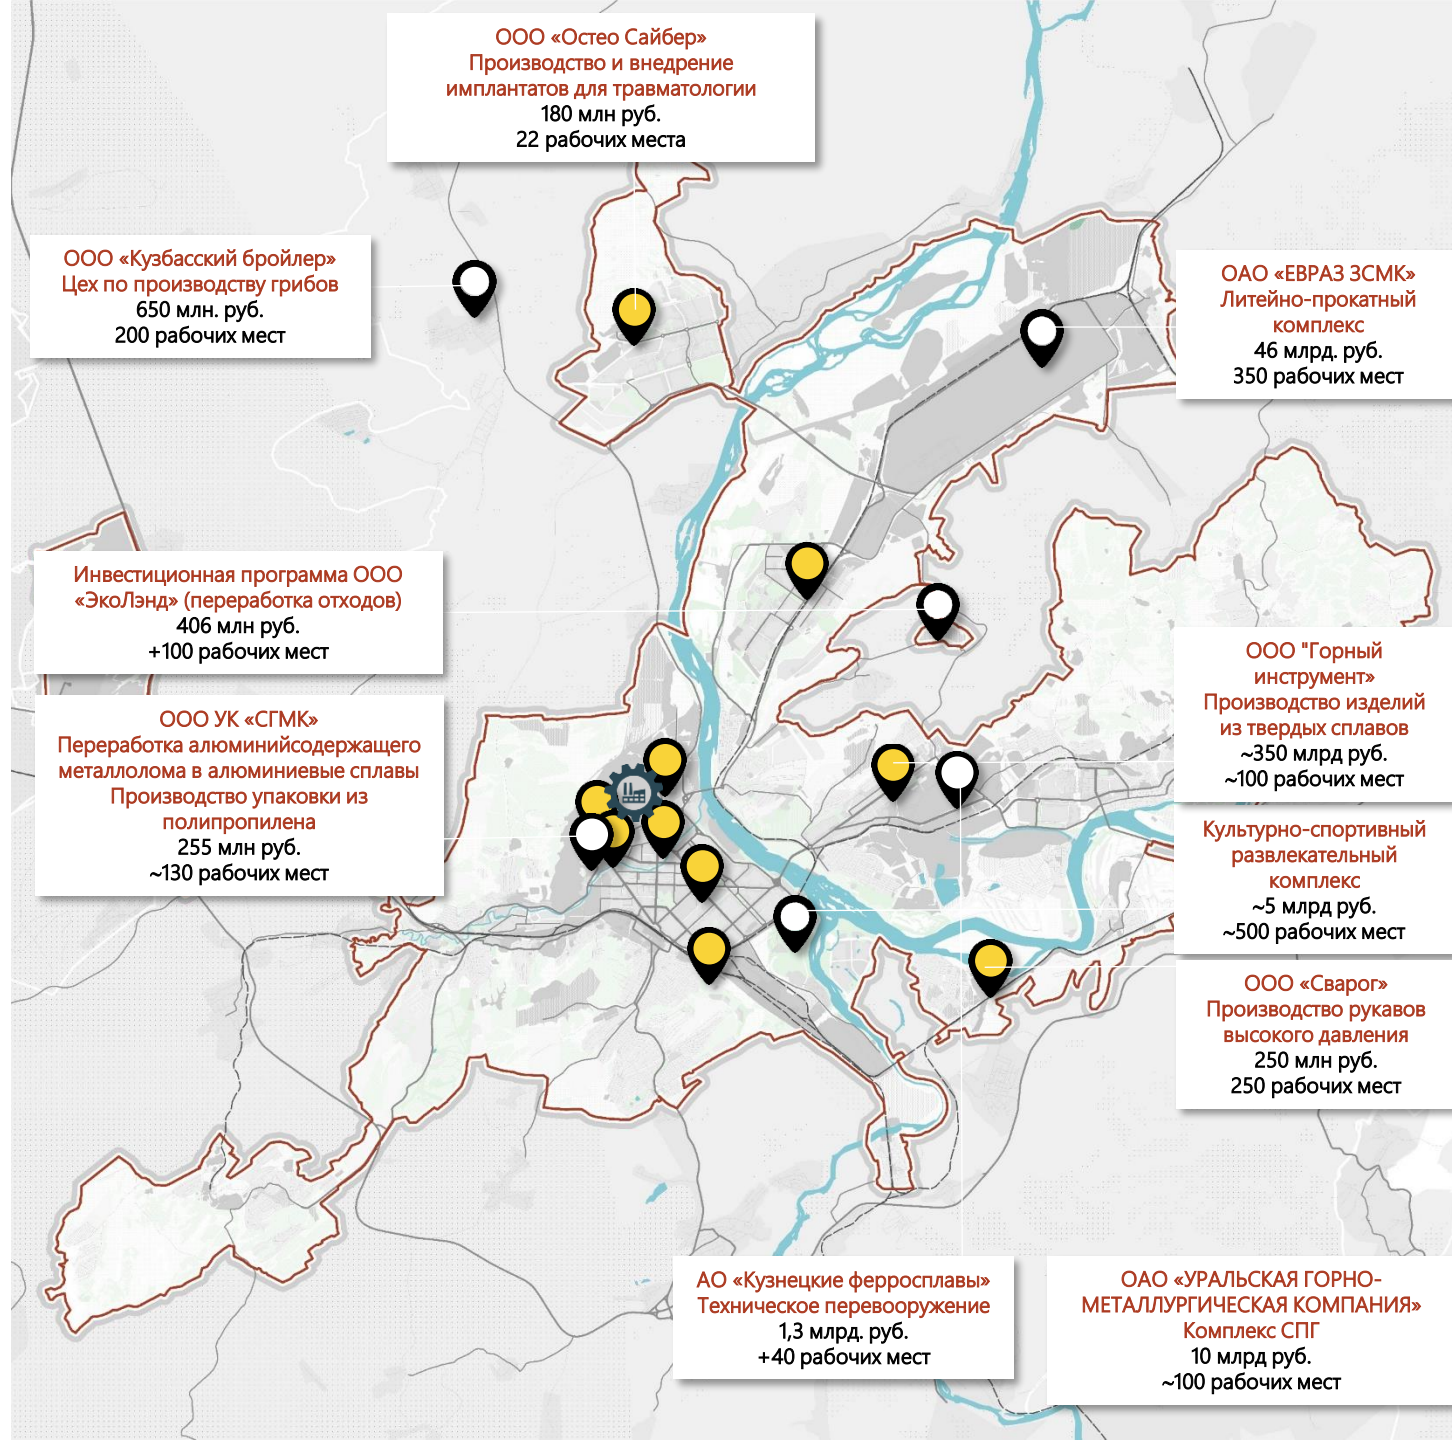 ООО «Остео Сайбер»
Производство и внедрение
имплантатов для травматологии
180 млн руб.
22 рабочих места
ООО «Кузбасский бройлер»
Цех по производству грибов
650 млн. руб.
200 рабочих мест
ОАО «ЕВРАЗ ЗСМК»
Литейно-прокатный
комплекс
46 млрд. руб.
350 рабочих мест
Инвестиционная программа ООО
«ЭкоЛэнд» (переработка отходов)
406 млн руб.
+100 рабочих мест
ООО "Горный
инструмент»
Производство изделий
из твердых сплавов
~350 млрд руб.
~100 рабочих мест
ООО УК «СГМК»
Переработка алюминийсодержащего
металлолома в алюминиевые сплавы
Производство упаковки из
полипропилена
255 млн руб.
~130 рабочих мест
Культурно-спортивный
развлекательный
комплекс
~5 млрд руб.
~500 рабочих мест
ООО «Сварог»
Производство рукавов
высокого давления
250 млн руб.
250 рабочих мест
АО «Кузнецкие ферросплавы»
Техническое перевооружение
1,3 млрд. руб.
+40 рабочих мест
ОАО «УРАЛЬСКАЯ ГОРНО-
МЕТАЛЛУРГИЧЕСКАЯ КОМПАНИЯ»
Комплекс СПГ
10 млрд руб.
~100 рабочих мест